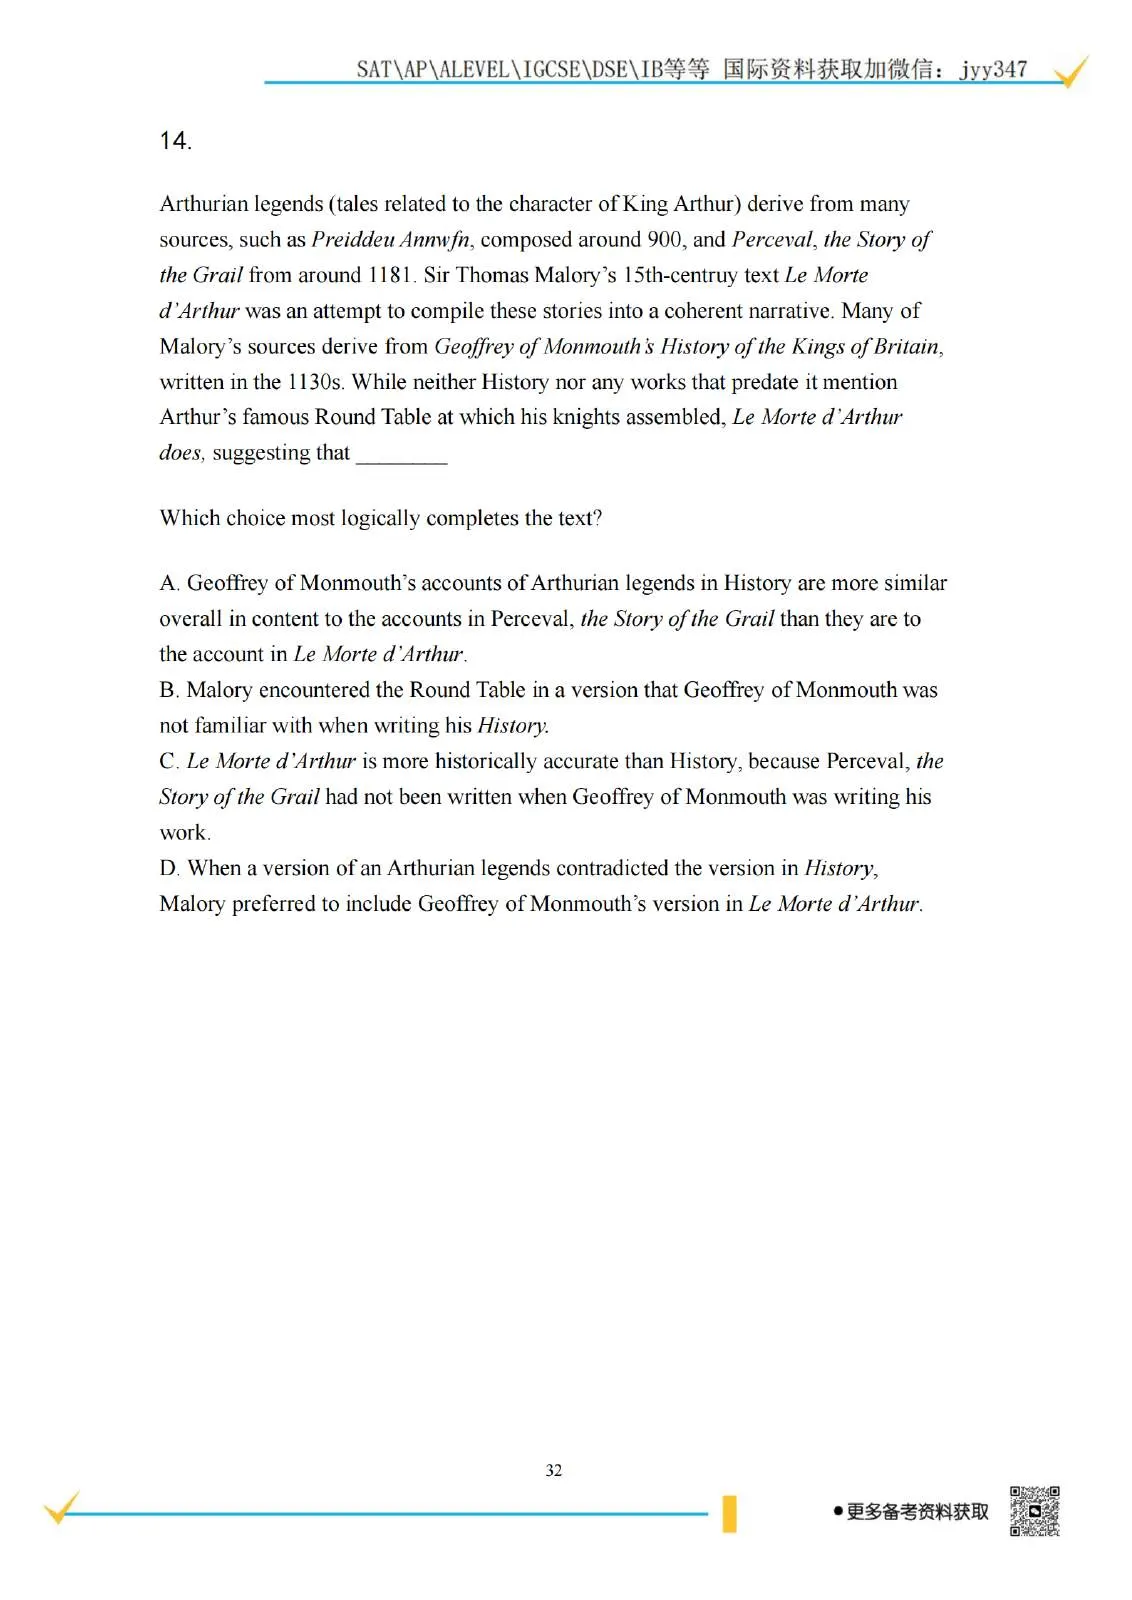 SAT\AP\ALEVEL\IGCSE\DSE\IB等等 国际资料获取加微信：jyy347
14.
Arthurian legends (tales related to the character of King Arthur) derive from many
sources, such as Preiddeu Annwfn, composed around 900, and Perceval, the Story of
the Grail from around 1181. Sir Thomas Malory’s 15th-centruy text Le Morte
d’Arthur was an attempt to compile these stories into a coherent narrative. Many of
Malory’s sources derive from Geoffrey of Monmouth’s History of the Kings of Britain,
written in the 1130s. While neither History nor any works that predate it mention
Arthur’s famous Round Table at which his knights assembled, Le Morte d’Arthur
does, suggesting that ________
Which choice most logically completes the text?
A. Geoffrey of Monmouth’s accounts of Arthurian legends in History are more similar
overall in content to the accounts in Perceval, the Story of the Grail than they are to
the account in Le Morte d’Arthur.
B. Malory encountered the Round Table in a version that Geoffrey of Monmouth was
not familiar with when writing his History.
C. Le Morte d’Arthur is more historically accurate than History, because Perceval, the
Story of the Grail had not been written when Geoffrey of Monmouth was writing his
work.
D. When a version of an Arthurian legends contradicted the version in History,
Malory preferred to include Geoffrey of Monmouth’s version in Le Morte d’Arthur.
32
●更多备考资料获取